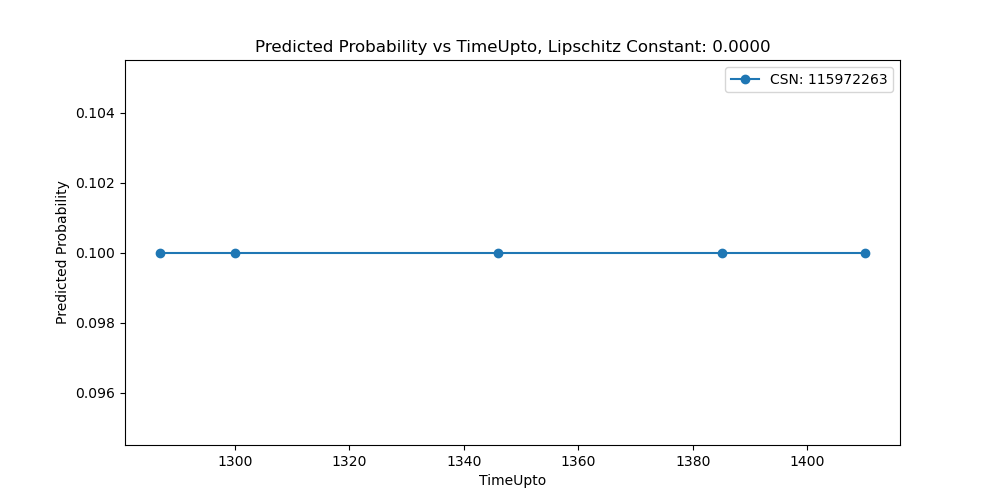 Predicted Probability vs TimeUpto, Lipschitz Constant: 0.0000
CSN: 115972263
Predicted Probability
0.104
0.102
0.100
0.098
0.096
1300 1320 1340 1360 1380 1400
TimeUpto